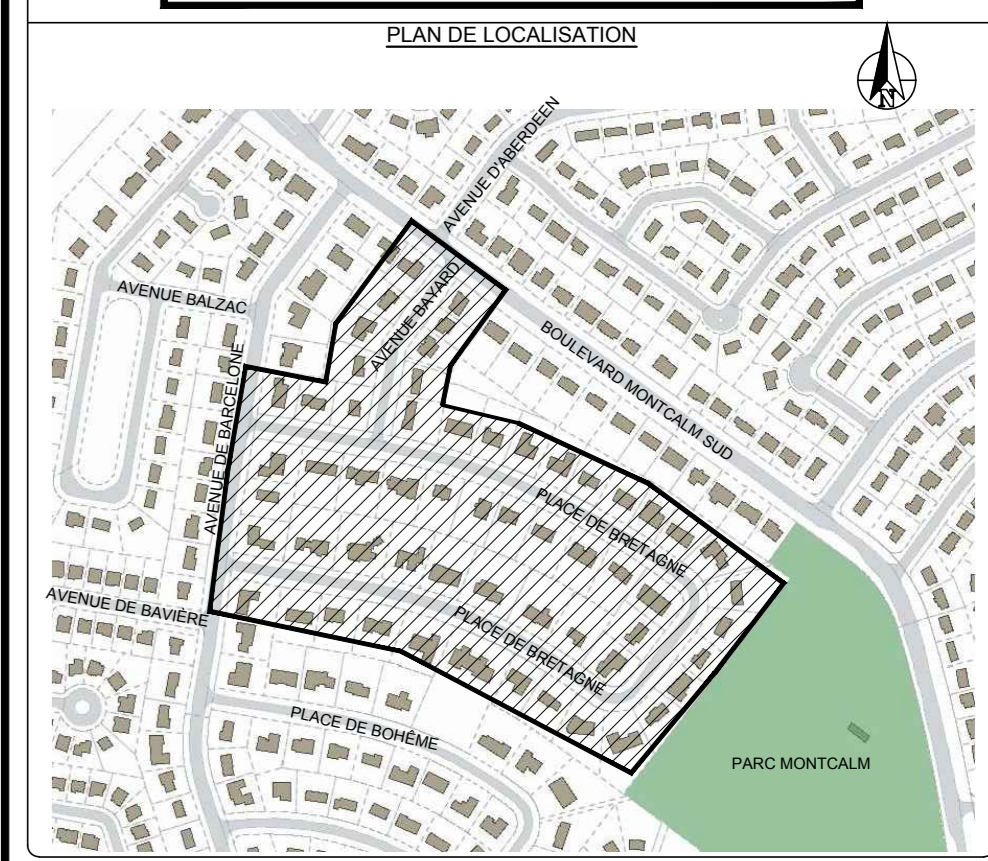 PLAN DE LOCALISATION
N
AVENUE D'ABERDEEN
AVENUE BALZAC
AVENUE BAYARD
BOULEVARD MONTCALM SUD
AVENUE DE BARCELONE
PLACE DE BRETAGNE
AVENUE DE BAVIÈRE
PLACE DE BRETAGNE
PLACE DE BOHÊME
PARC MONTCALM